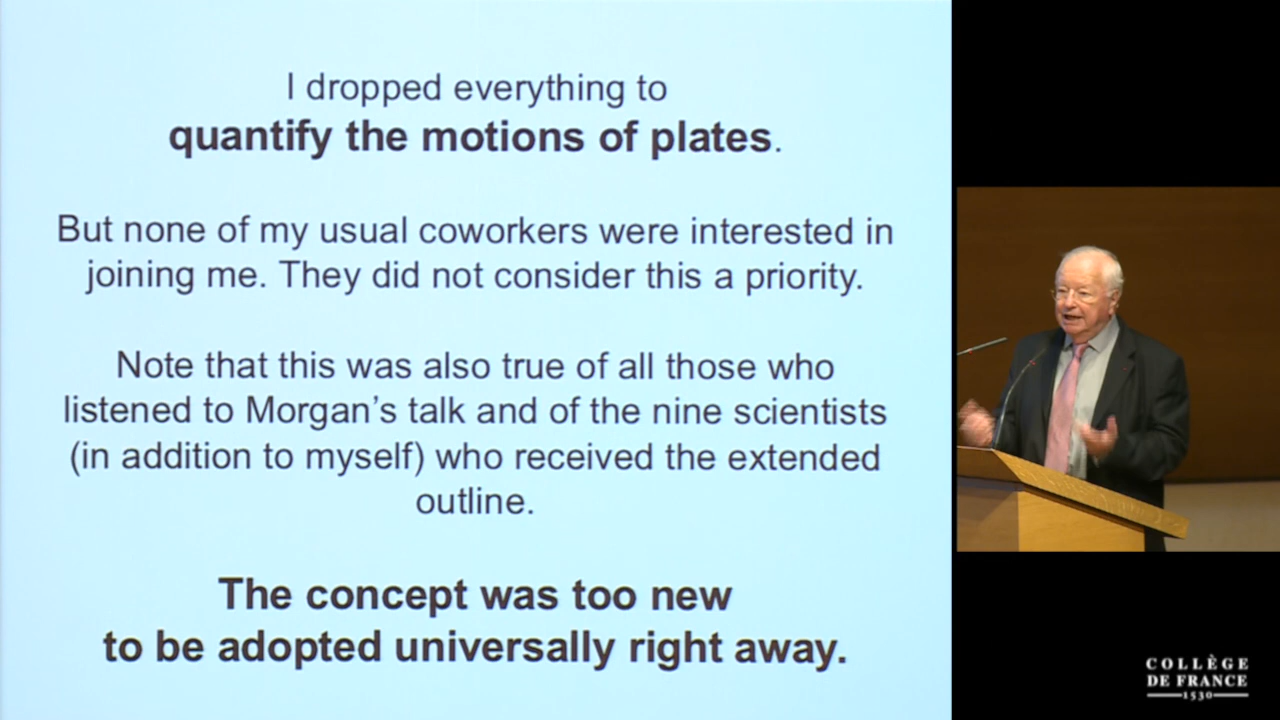 I dropped everything to
quantify the motions of plates.
But none of my usual coworkers were interested in
joining me. They did not consider this a priority.
Note that this was also true of all those who
listened to Morgan’s talk and of the nine scientists
(in addition to myself) who received the extended
outline.
The concept was too new
to be adopted universally right away.
COLLÈGE
DE FRANCE
1530